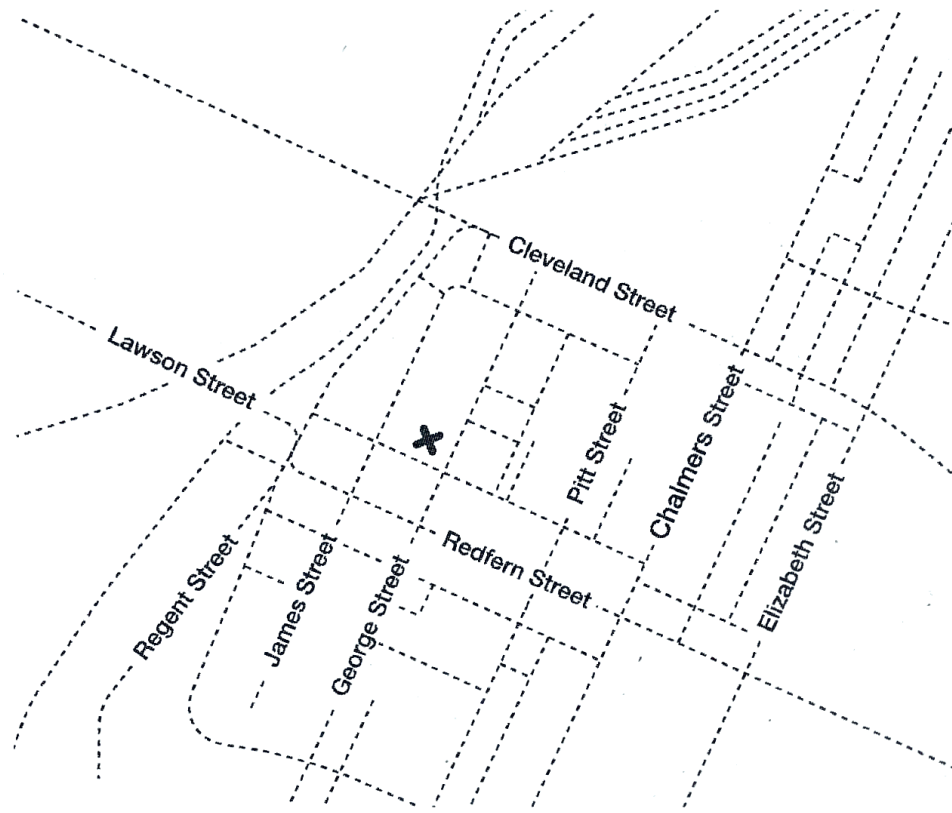 Cleveland Street
Lawson Street
Pitt Street
Chalmers Street
Elizabeth Street
Redfern Street
Regent Street
James Street
George Street